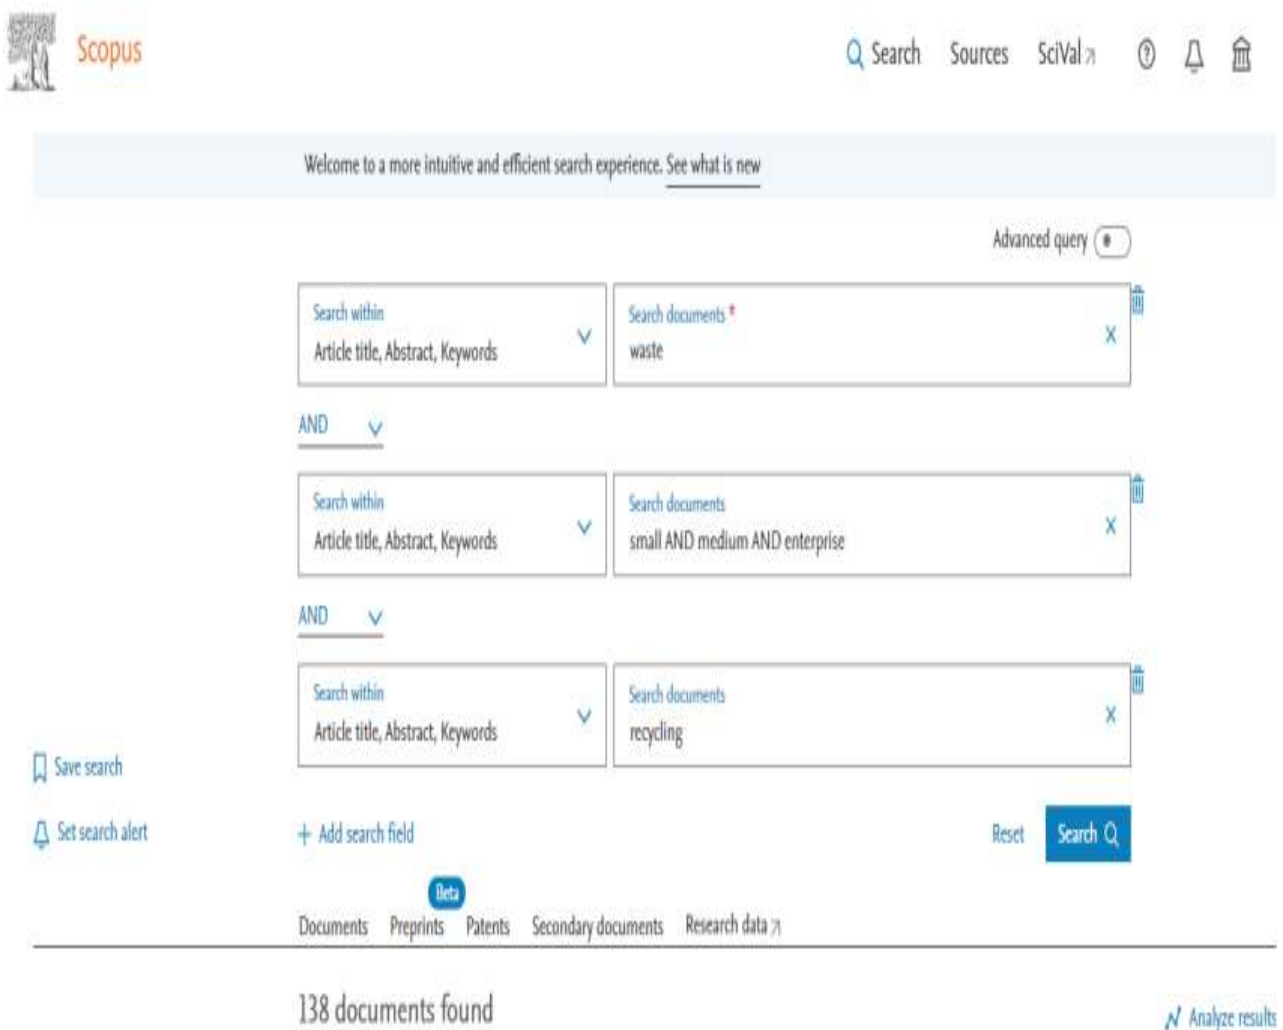 Scopus
Search Sources SciVal
Welcome to a more intuitive and efficient search experience. See what is new
Advanced query
Search within
Article title, Abstract, Keywords
Search documents *
waste
AND
Search within
Article title, Abstract, Keywords
Search documents
small AND medium AND enterprise
AND
Search within
Article title, Abstract, Keywords
Search documents
recycling
Save search
Set search alert
+ Add search field
Reset Search
Beta
Documents Preprints Patents Secondary documents Research data
138 documents found
Analyze results